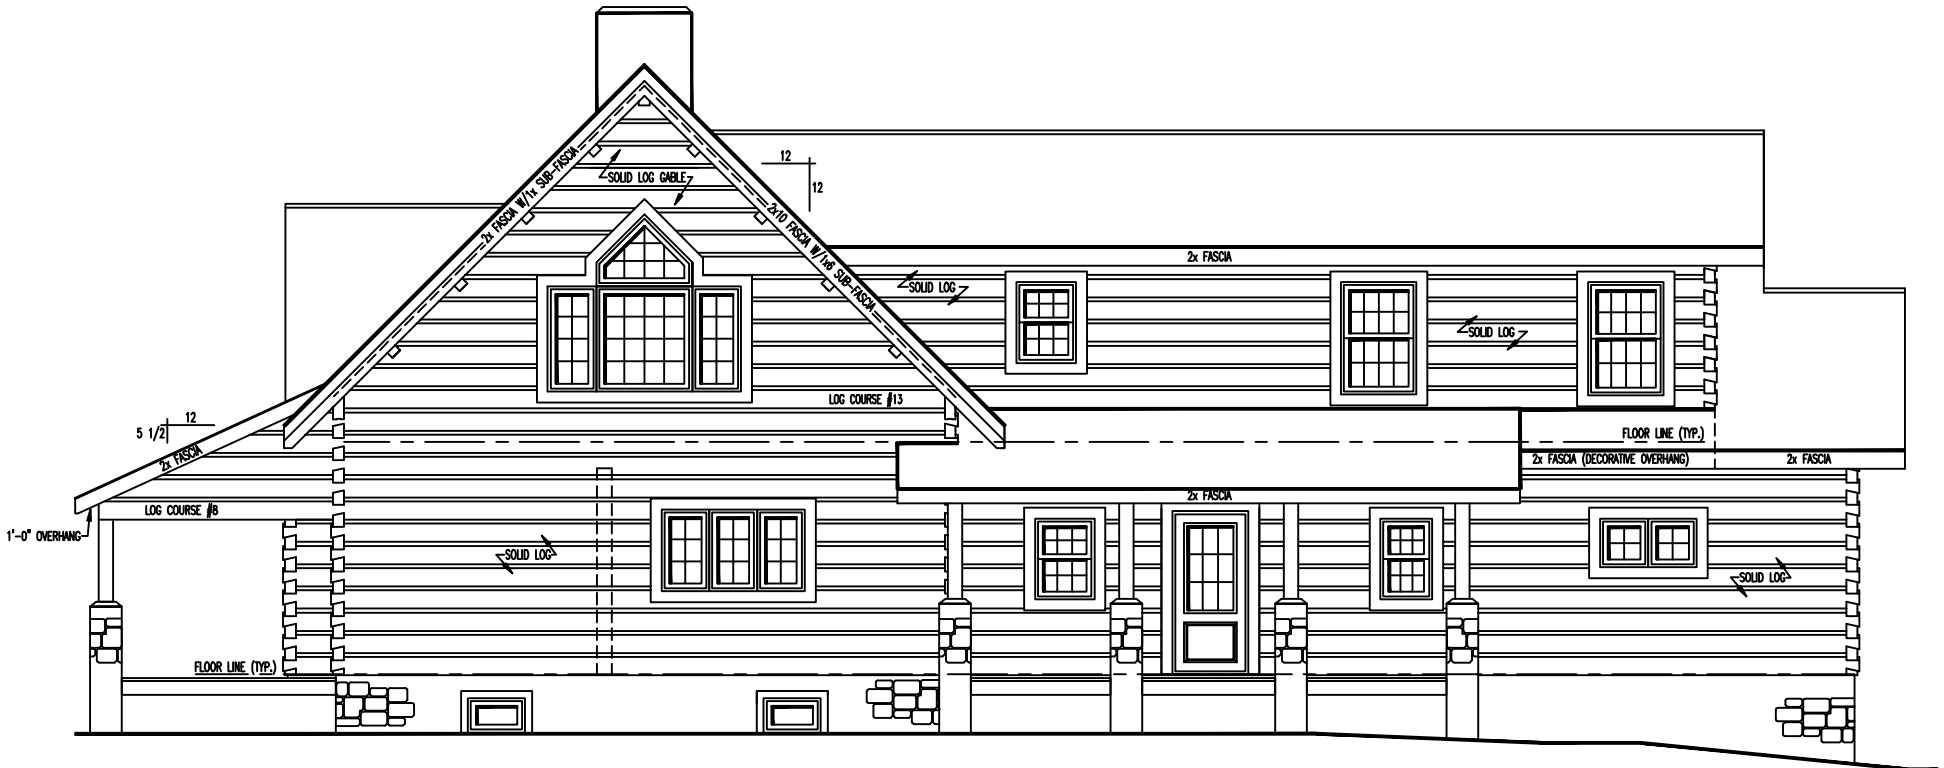 12
12
SOLID LOG GABLE
2x FASCIA W/1x SUB-FASCIA
2x10 FASCIA W/1x6 SUB-FASCIA
2x FASCIA
SOLID LOG
SOLID LOG
LOG COURSE #13
12
5 1/2
2x FASCIA
FLOOR LINE (TYP.)
2x FASCIA (DECORATIVE OVERHANG)
2x FASCIA
2x FASCIA
LOG COURSE #8
1'-0" OVERHANG
SOLID LOG
SOLID LOG
FLOOR LINE (TYP.)